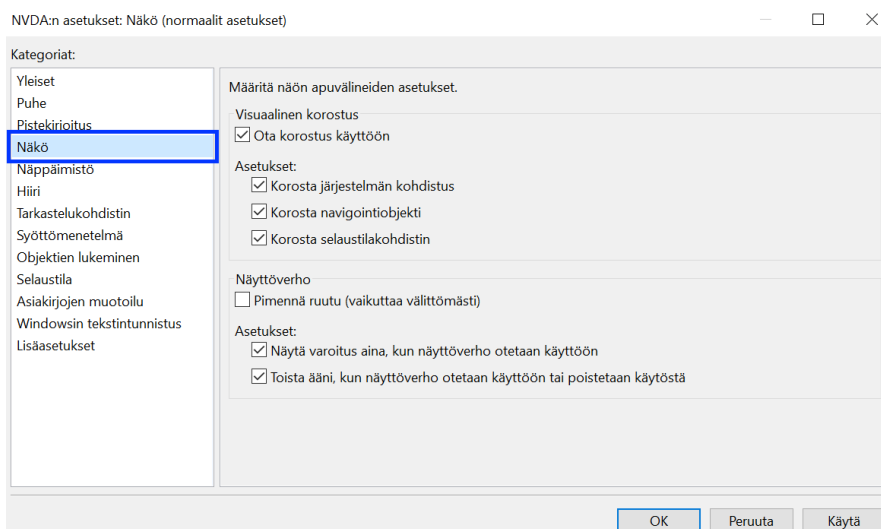 NVDA:n asetukset: Näkö (normaalit asetukset)
Kategoriat:
Yleiset
Puhe
Pistekirjoitus
Näkö
Näppäimistö
Hiiri
Tarkastelukohdistin
Syöttömenetelmä
Objektien lukeminen
Selaustila
Asiakirjojen muotoilu
Windowsin tekstintunnistus
Lisäasetukset
Määritä näön apuvälineiden asetukset.
Visuaalinen korostus
Ota korostus käyttöön
Asetukset:
Korosta järjestelmän kohdistus
Korosta navigointiobjekti
Korosta selaustilakohdistin
Näyttöverho
Pimennä ruutu (vaikuttaa välittömästi)
Asetukset:
Näytä varoitus aina, kun näyttöverho otetaan käyttöön
Toista ääni, kun näyttöverho otetaan käyttöön tai poistetaan käytöstä
OK
Peruuta
Käytä